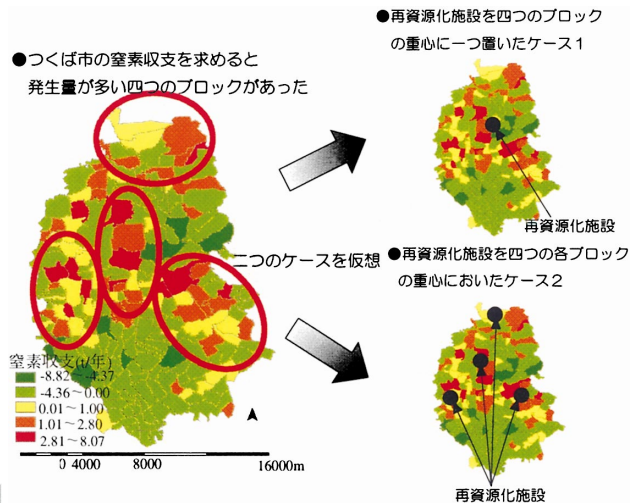 ●つくば市の窒素収支を求めると
発生量が多い四つのブロックがあった
●再資源化施設を四つのブロック
の重心に一つ置いたケース1
再資源化施設
二つのケースを仮想
●再資源化施設を四つの各ブロック
の重心においたケース2
再資源化施設
窒素収支(t/年)
-8.82～-4.37
-4.36～0.00
0.01～1.00
1.01～2.80
2.81～8.07
0 4000 8000 16000m